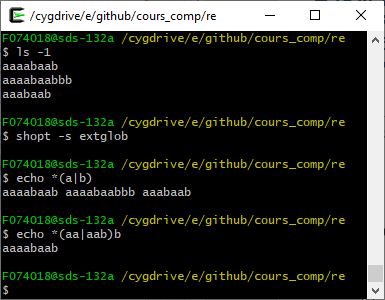 /cygdrive/e/github/cours_comp/re
F074018@sds-132a /cygdrive/e/github/cours_comp/re
$ ls -1
aaaabaab
aaaabaabbb
aaabaab
F074018@sds-132a /cygdrive/e/github/cours_comp/re
$ shopt -s extglob
F074018@sds-132a /cygdrive/e/github/cours_comp/re
$ echo *(a|b)
aaaabaab aaaabaabbb aaabaab
F074018@sds-132a /cygdrive/e/github/cours_comp/re
$ echo *(aa|aab)b
aaaabaab
F074018@sds-132a /cygdrive/e/github/cours_comp/re
$